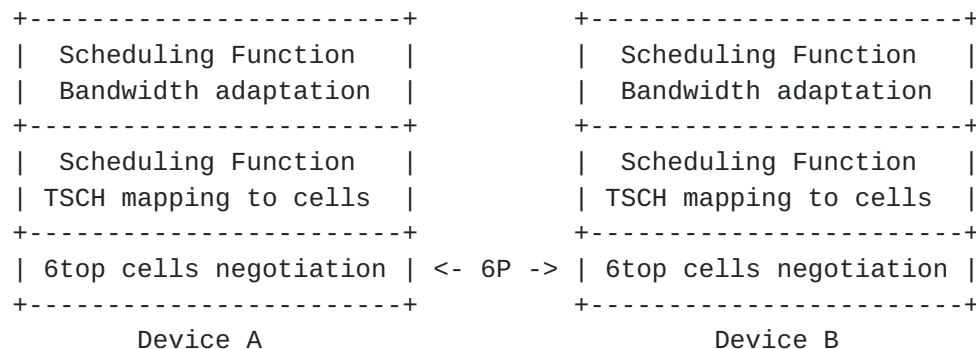 +------------------------+          +------------------------+
|  Scheduling Function   |          |  Scheduling Function   |
|  Bandwidth adaptation  |          |  Bandwidth adaptation  |
+------------------------+          +------------------------+
|  Scheduling Function   |          |  Scheduling Function   |
| TSCH mapping to cells  |          | TSCH mapping to cells  |
+------------------------+          +------------------------+
| 6top cells negotiation | <- 6P -> | 6top cells negotiation |
+------------------------+          +------------------------+
        Device A                             Device B